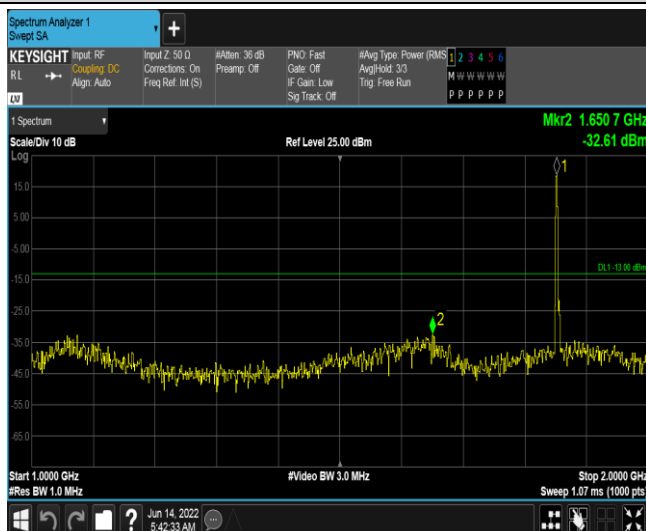 Spectrum Analyzer 1
Swept SA
+
KEYSIGHT
RL
LXI
Input: RF
Coupling: DC
Align: Auto
Input Z: 50 Ω
Corrections: On
Freq Ref: Int (S)
#Atten: 36 dB
Preamp: Off
PNO: Fast
Gate: Off
IF Gain: Low
Sig Track: Off
#Avg Type: Power (RMS
Avg|Hold: 3/3
Trig: Free Run
1 2 3 4 5 6
M W W W W W
P P P P P P
1 Spectrum
Mkr2 1.650 7 GHz
-32.61 dBm
Scale/Div 10 dB
Ref Level 25.00 dBm
Log
1
15.0
5.00
-5.00
DL1 -13.00 dBm
-15.0
-25.0
2
-35.0
-45.0
-55.0
-65.0
Start 1.0000 GHz
#Video BW 3.0 MHz
Stop 2.0000 GHz
#Res BW 1.0 MHz
Sweep 1.07 ms (1000 pts)
?
Jun 14, 2022
5:42:33 AM